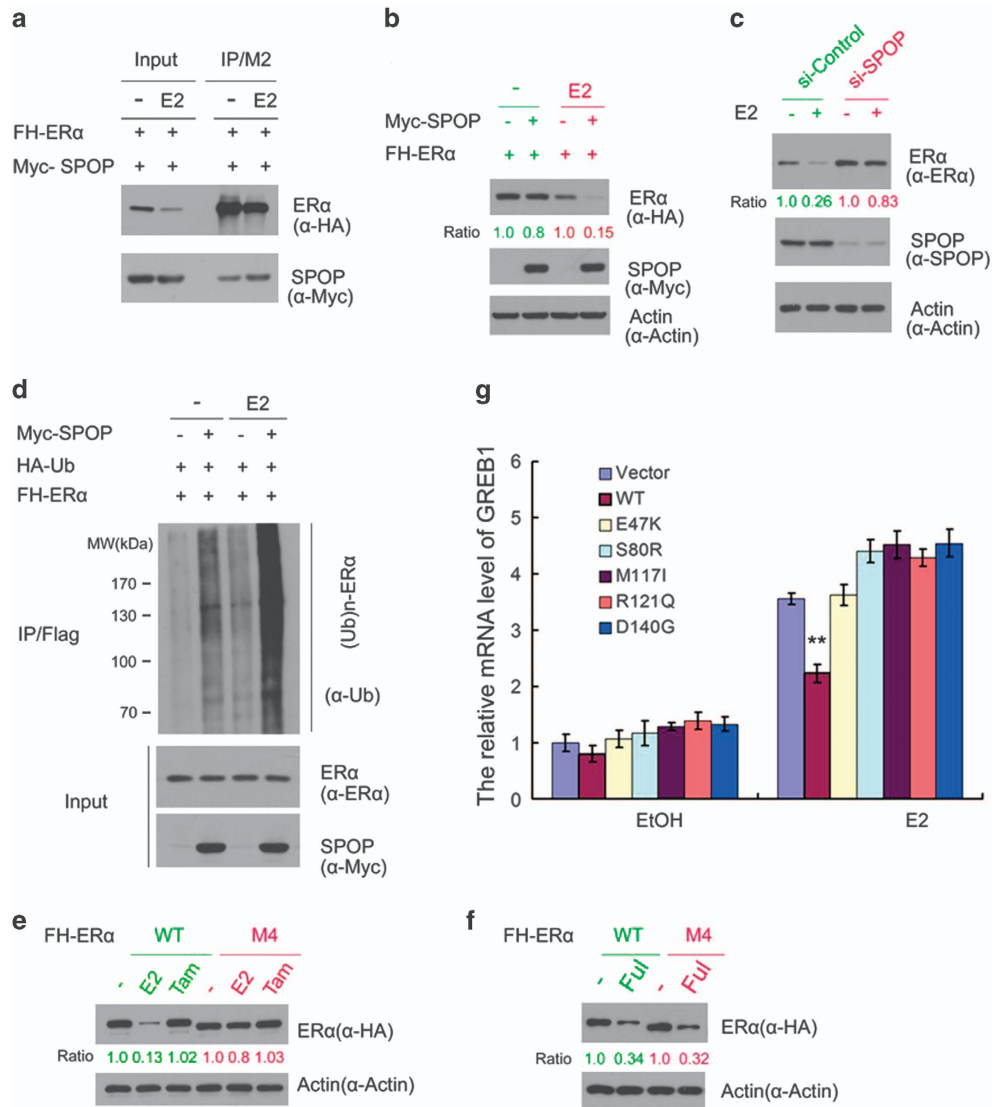 a
Input IP/M2
- E2 - E2
FH-ERα + + + +
Myc- SPOP + + + +
ERα
(α-HA)
SPOP
(α-Myc)
b
- E2
Myc-SPOP - + - +
FH-ERα + + + +
ERα
(α-HA)
Ratio 1.0 0.8 1.0 0.15
SPOP
(α-Myc)
Actin
(α-Actin)
c
si-Control si-SPOP
E2 - + - +
ERα
(α-ERα)
Ratio 1.0 0.26 1.0 0.83
SPOP
(α-SPOP)
Actin
(α-Actin)
d
- E2
Myc-SPOP - + - +
HA-Ub + + + +
FH-ERα + + + +
MW(kDa)
170
130
100
70
IP/Flag
(Ub)n-ERα
(α-Ub)
Input
ERα
(α-ERα)
SPOP
(α-Myc)
g
The relative mRNA level of GREB1
6
5
4
3
2
1
0
Vector
WT
E47K
S80R
M117I
R121Q
D140G
**
EtOH E2
e
FH-ERα WT M4
- E2 Tam - E2 Tam
ERα(α-HA)
Ratio 1.0 0.13 1.02 1.0 0.8 1.03
Actin(α-Actin)
f
FH-ERα WT M4
- Ful - Ful
ERα(α-HA)
Ratio 1.0 0.34 1.0 0.32
Actin(α-Actin)